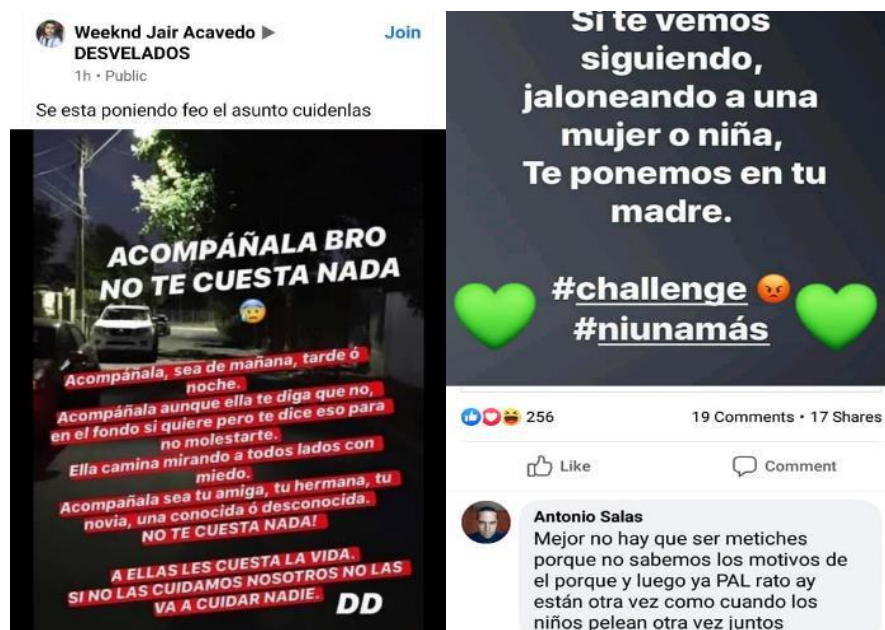 Weeknd Jair Acavedo ▶
DESVELADOS
Join
1h · Public
Se esta poniendo feo el asunto cuidenlas
ACOMPÁÑALA BRO
NO TE CUESTA NADA
Acompáñala, sea de mañana, tarde ó
noche.
Acompáñala aunque ella te diga que no,
en el fondo si quiere pero te dice eso para
no molestarte.
Ella camina mirando a todos lados con
miedo.
Acompañala sea tu amiga, tu hermana, tu
novia, una conocida ó desconocida.
NO TE CUESTA NADA!
A ELLAS LES CUESTA LA VIDA.
SI NO LAS CUIDAMOS NOSOTROS NO LAS
VA A CUIDAR NADIE.
DD
Si te vemos
siguiendo,
jaloneando a una
mujer o niña,
Te ponemos en tu
madre.
#challenge 😡
#niunamás
256
19 Comments · 17 Shares
Like
Comment
Antonio Salas
Mejor no hay que ser metiches
porque no sabemos los motivos de
el porque y luego ya PAL rato ay
están otra vez como cuando los
niños pelean otra vez juntos